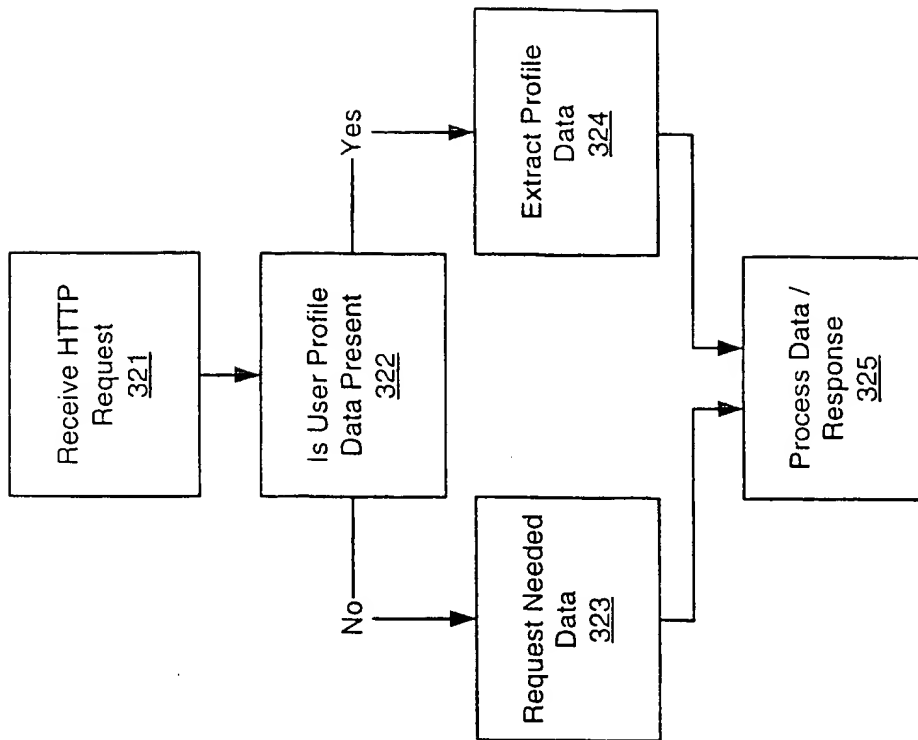 Receive HTTP
Request
321
Is User Profile
Data Present
322
No
Yes
Request Needed
Data
323
Extract Profile
Data
324
Process Data /
Response
325